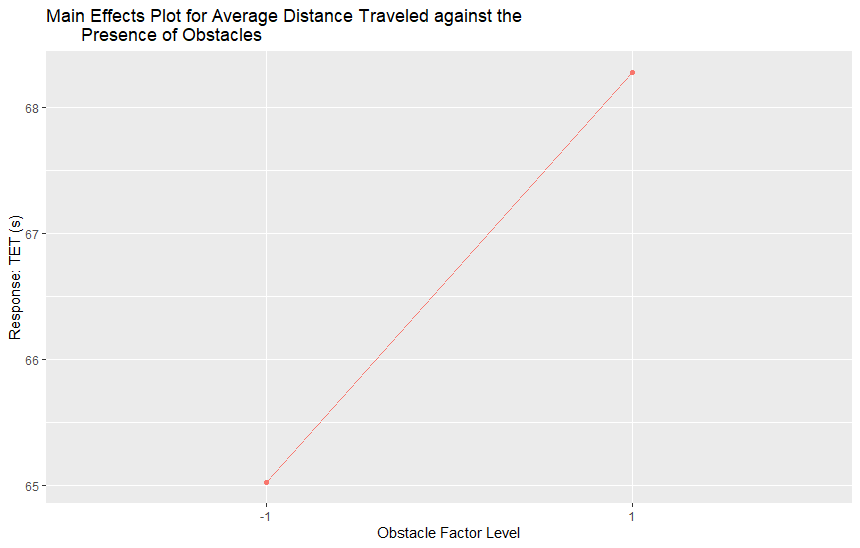 Main Effects Plot for Average Distance Traveled against the
Presence of Obstacles
68
67
66
65
Response: TET (s)
-1
1
Obstacle Factor Level